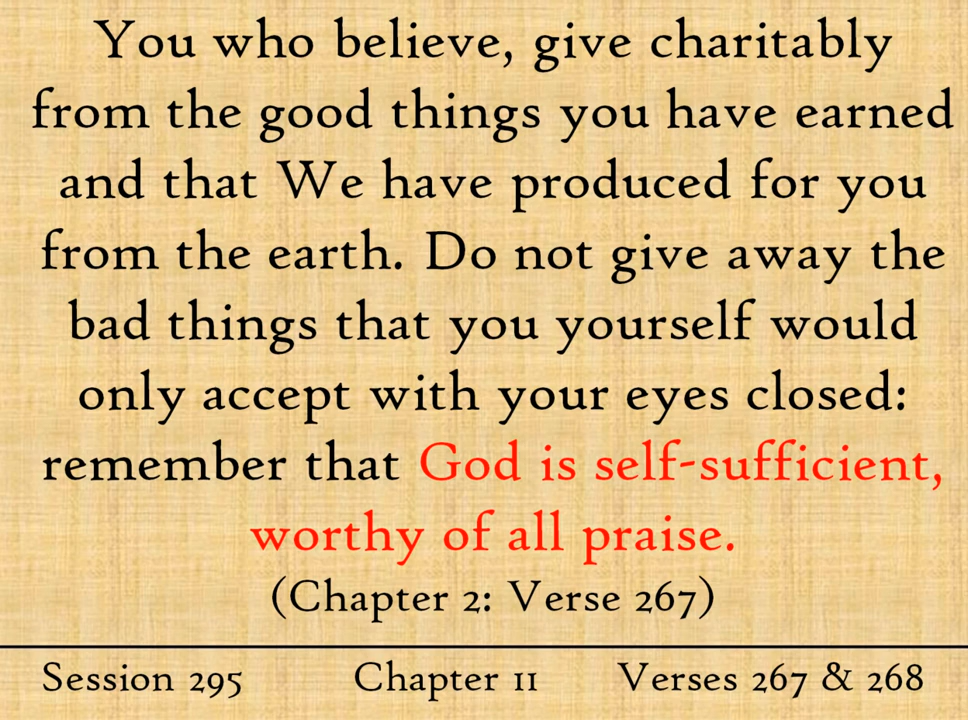 You who believe, give charitably
from the good things you have earned
and that We have produced for you
from the earth. Do not give away the
bad things that you yourself would
only accept with your eyes closed:
remember that God is self-sufficient,
worthy of all praise.
(Chapter 2: Verse 267)
Session 295 Chapter 11 Verses 267 & 268